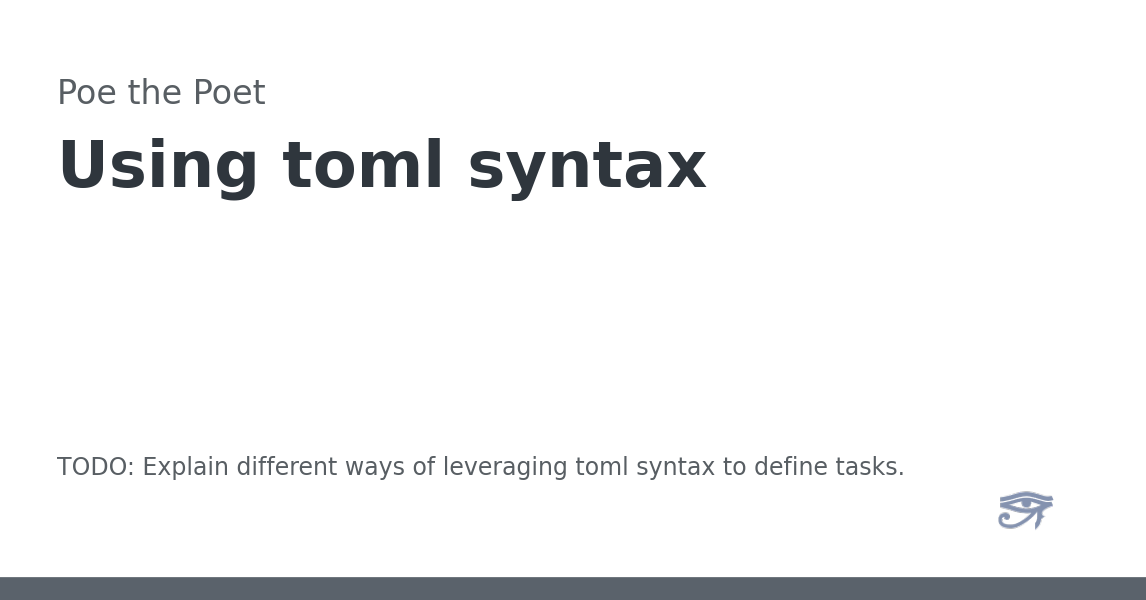 Poe the Poet
Using toml syntax
TODO: Explain different ways of leveraging toml syntax to define tasks.